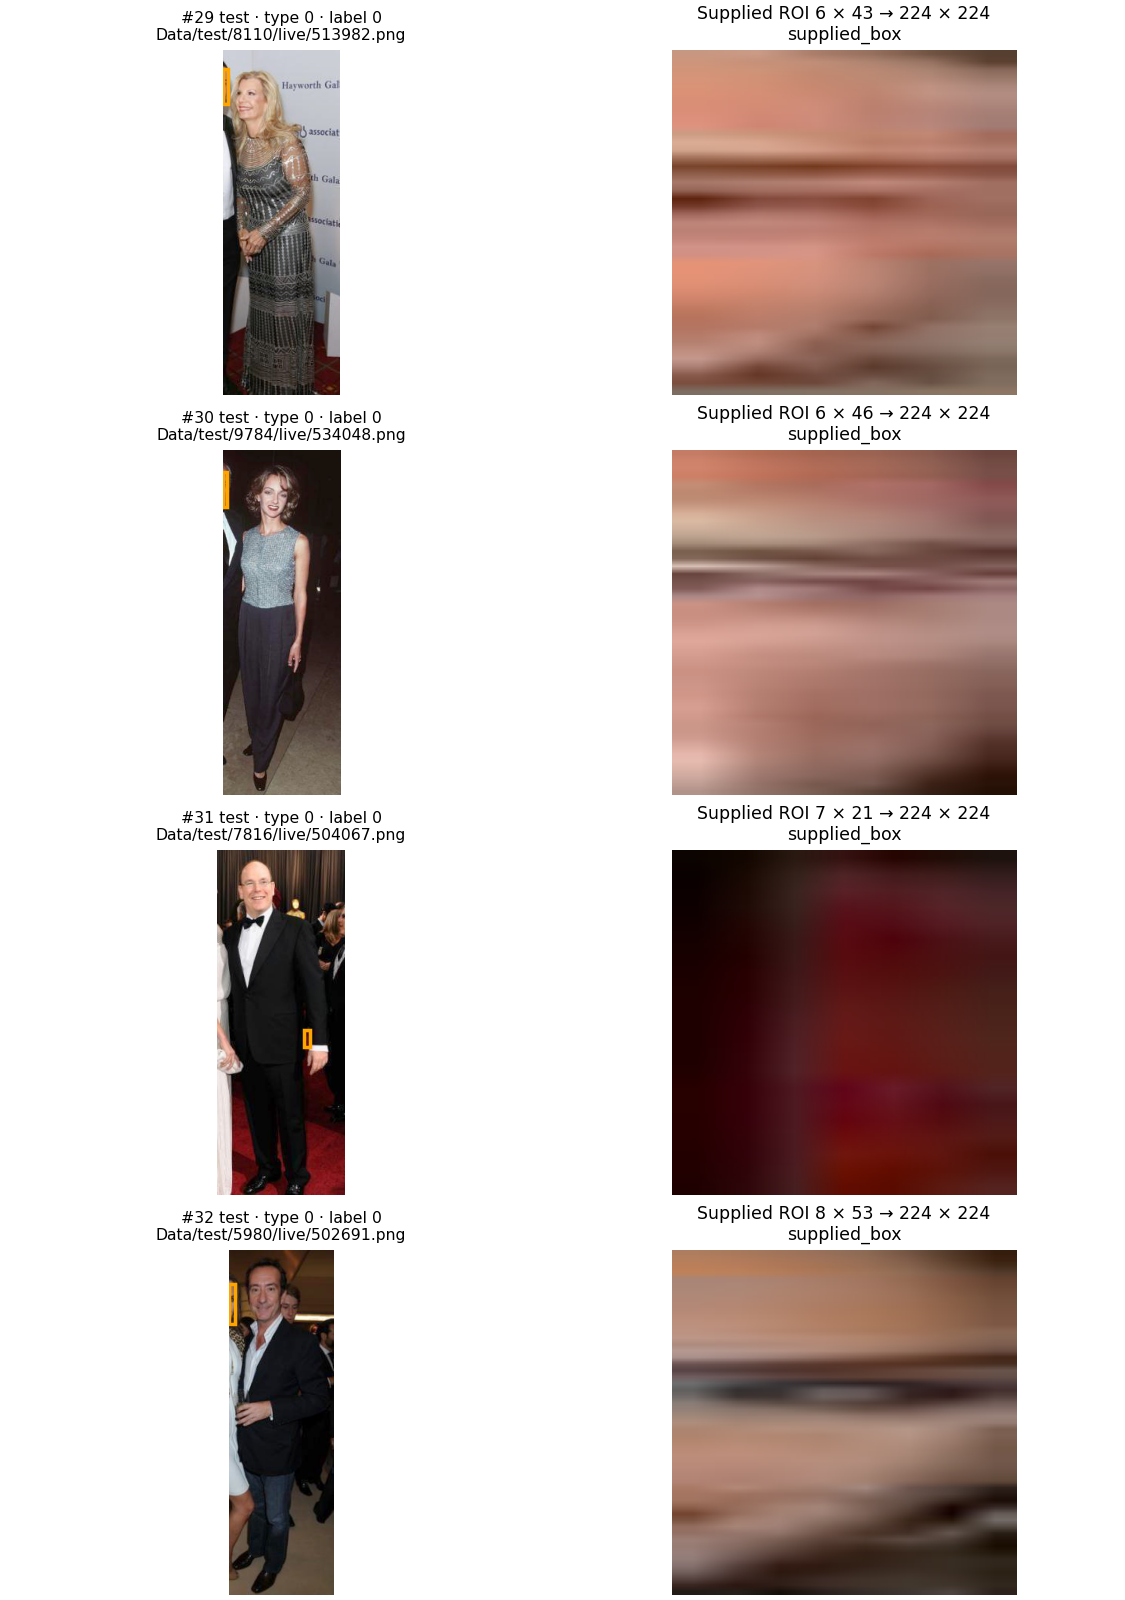 #29 test · type 0 · label 0
Data/test/8110/live/513982.png
Supplied ROI 6 × 43 → 224 × 224
supplied_box
Hayworth Gal
associat
th Gala
associatio
h Gala
#30 test · type 0 · label 0
Data/test/9784/live/534048.png
Supplied ROI 6 × 46 → 224 × 224
supplied_box
#31 test · type 0 · label 0
Data/test/7816/live/504067.png
Supplied ROI 7 × 21 → 224 × 224
supplied_box
#32 test · type 0 · label 0
Data/test/5980/live/502691.png
Supplied ROI 8 × 53 → 224 × 224
supplied_box